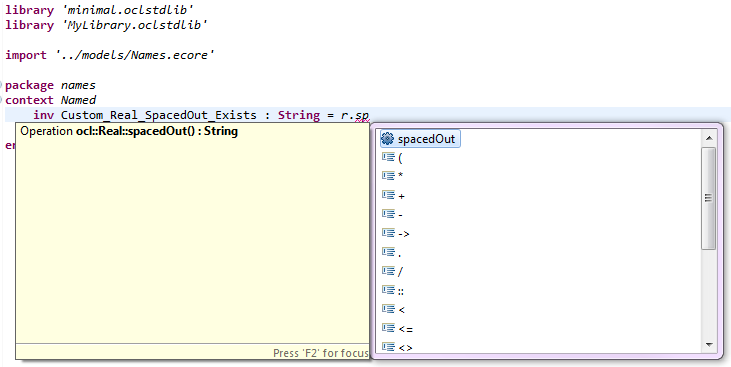 library 'minimal.oclstdlib'
library 'MyLibrary.oclstdlib'
import '../models/Names.ecore'
package names
context Named
inv Custom_Real_SpacedOut_Exists : String = r.sp
en
Operation ocl::Real::spacedOut() : String
Press 'F2' for focus
spacedOut
(
*
+
-
->
.
/
::
<
<=
<>